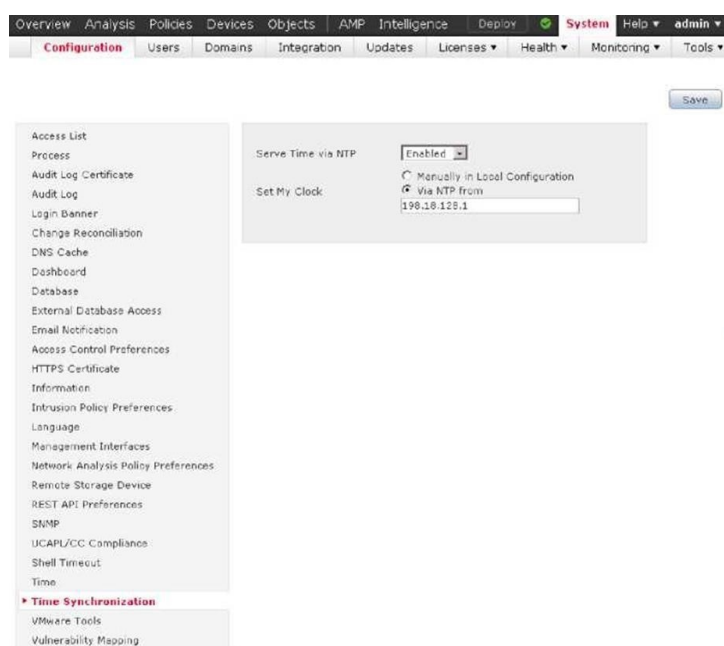 Overview Analysis Policies Devices Objects AMP Intelligence Deploy System Help admin
Configuration Users Domains Integration Updates Licenses Health Monitoring Tools
Save
Access List
Process
Audit Log Certificate
Audit Log
Login Banner
Change Reconciliation
DNS Cache
Dashboard
Database
External Database Access
Email Notification
Access Control Preferences
HTTPS Certificate
Information
Intrusion Policy Preferences
Language
Management Interfaces
Network Analysis Policy Preferences
Remote Storage Device
REST API Preferences
SNMP
UCAPL/CC Compliance
Shell Timeout
Time
Time Synchronization
VMware Tools
Vulnerability Mapping
Serve Time via NTP Enabled
Set My Clock
Manually in Local Configuration
Via NTP from
198.18.128.1